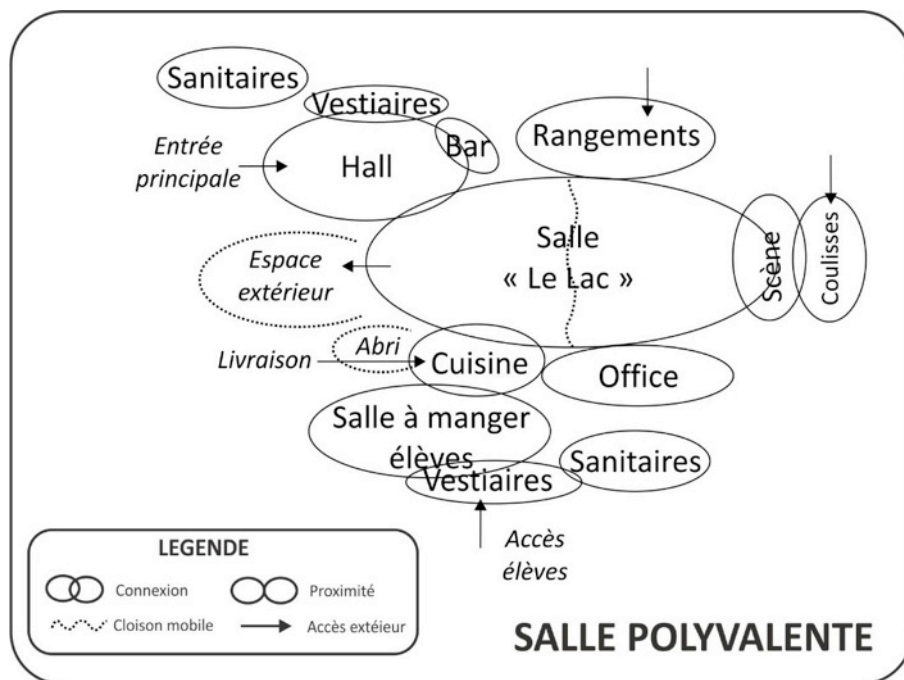 Sanitaires
Vestiaires
Bar
Rangements
Entrée
principale
Hall
Salle
« Le Lac »
Scène
Coulisses
Espace
extérieur
Abri
Livraison
Cuisine
Office
Salle à manger
élèves
Vestiaires
Sanitaires
Accès
élèves
LEGENDE
Connexion
Proximité
Cloison mobile
Accès extéieur
SALLE POLYVALENTE